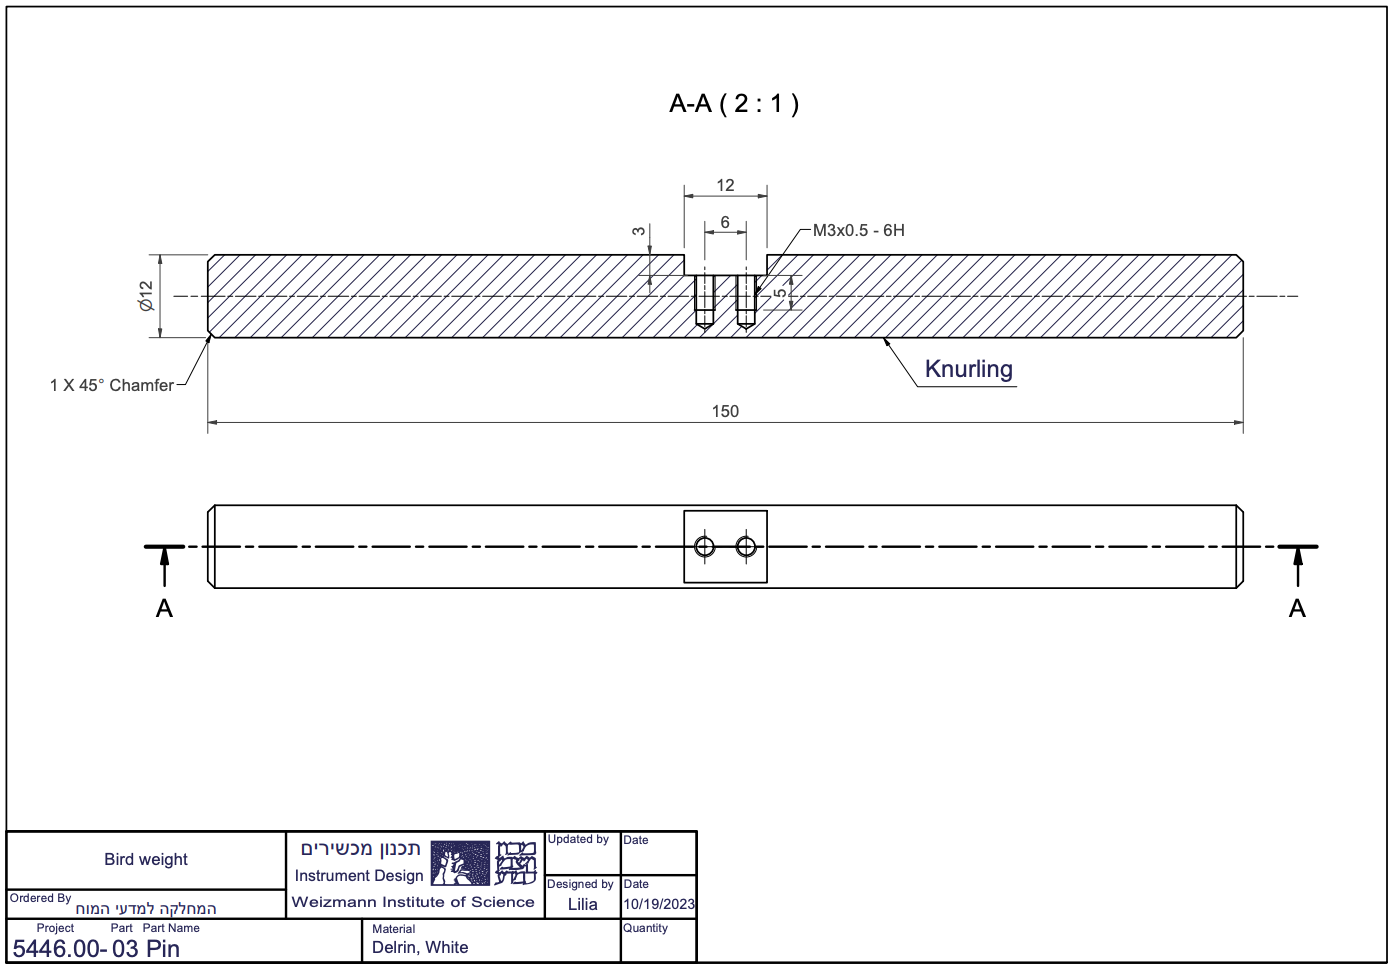 A-A ( 2 : 1 )
12
6
3
M3x0.5 - 6H
5
Ø12
1 X 45° Chamfer
Knurling
150
A
A
Bird weight
Ordered By
המחלקה למדעי המוח
תכנון מכשירים
Instrument Design
Weizmann Institute of Science
מכון
ויצמן
למדע
Updated by
Date
Designed by
Lilia
Date
10/19/2023
Project
Part
Part Name
5446.00- 03 Pin
Material
Delrin, White
Quantity